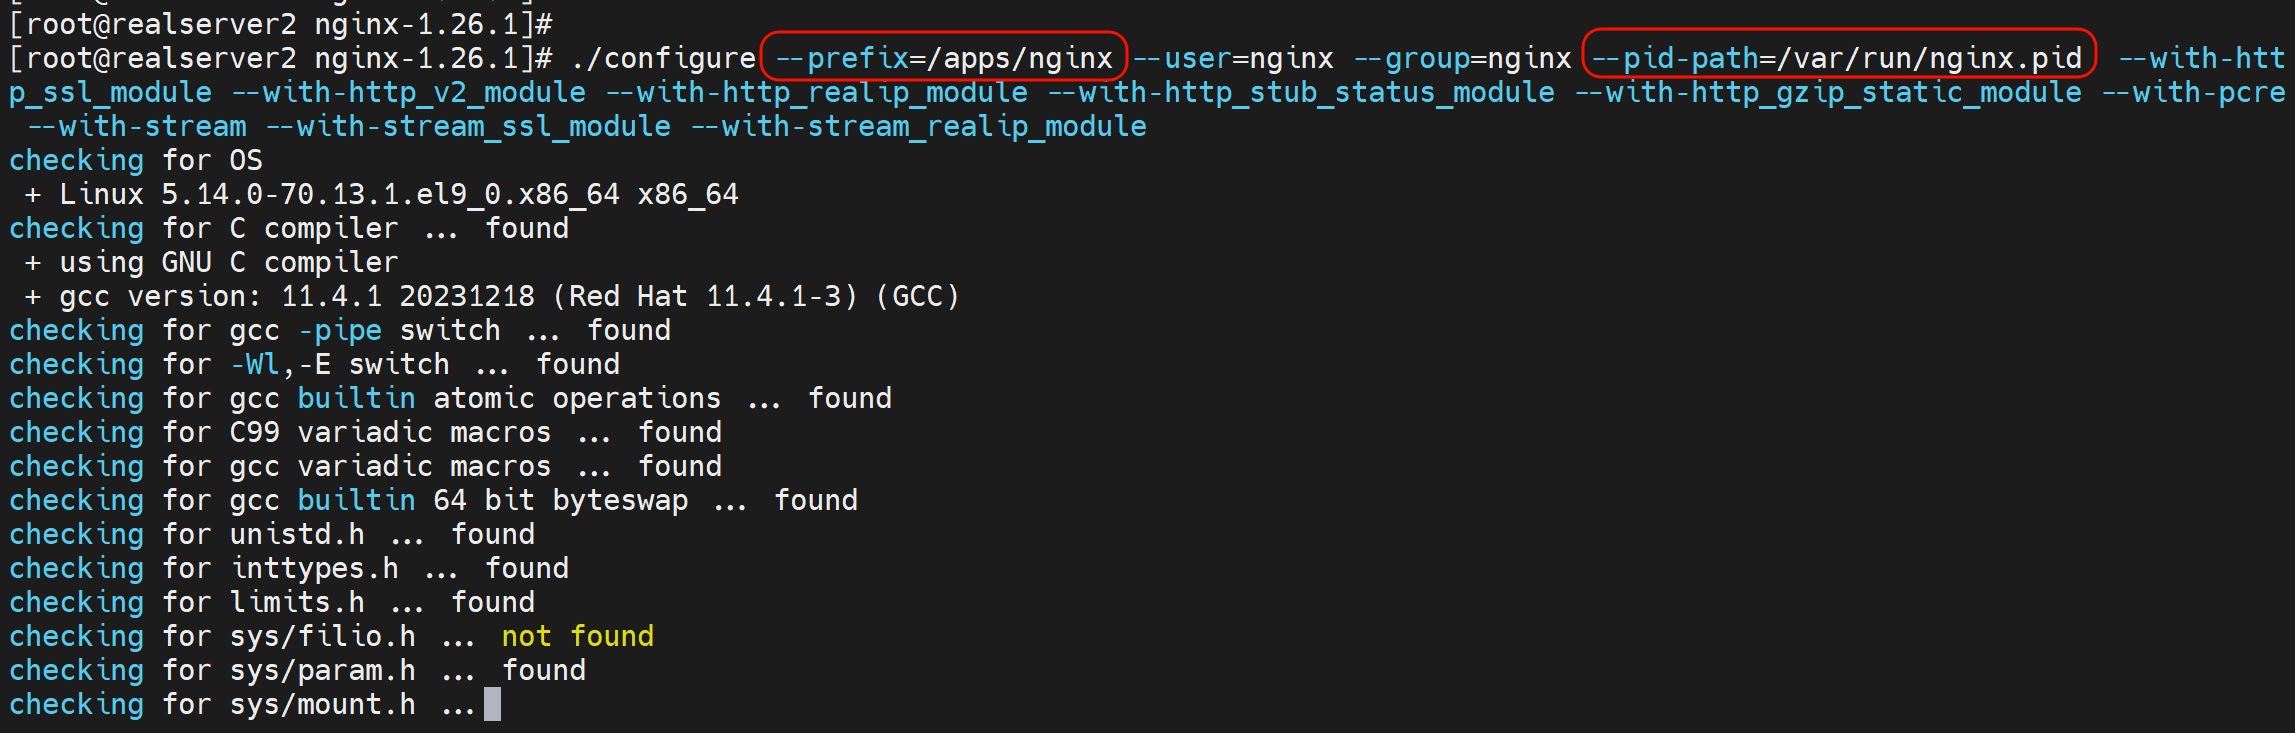 [root@realserver2 nginx-1.26.1]#
[root@realserver2 nginx-1.26.1]# ./configure --prefix=/apps/nginx --user=nginx --group=nginx --pid-path=/var/run/nginx.pid --with-htt
p_ssl_module --with-http_v2_module --with-http_realip_module --with-http_stub_status_module --with-http_gzip_static_module --with-pcre
--with-stream --with-stream_ssl_module --with-stream_realip_module
checking for OS
+ Linux 5.14.0-70.13.1.el9_0.x86_64 x86_64
checking for C compiler ... found
+ using GNU C compiler
+ gcc version: 11.4.1 20231218 (Red Hat 11.4.1-3) (GCC)
checking for gcc -pipe switch ... found
checking for -Wl,-E switch ... found
checking for gcc builtin atomic operations ... found
checking for C99 variadic macros ... found
checking for gcc variadic macros ... found
checking for gcc builtin 64 bit byteswap ... found
checking for unistd.h ... found
checking for inttypes.h ... found
checking for limits.h ... found
checking for sys/filio.h ... not found
checking for sys/param.h ... found
checking for sys/mount.h ...